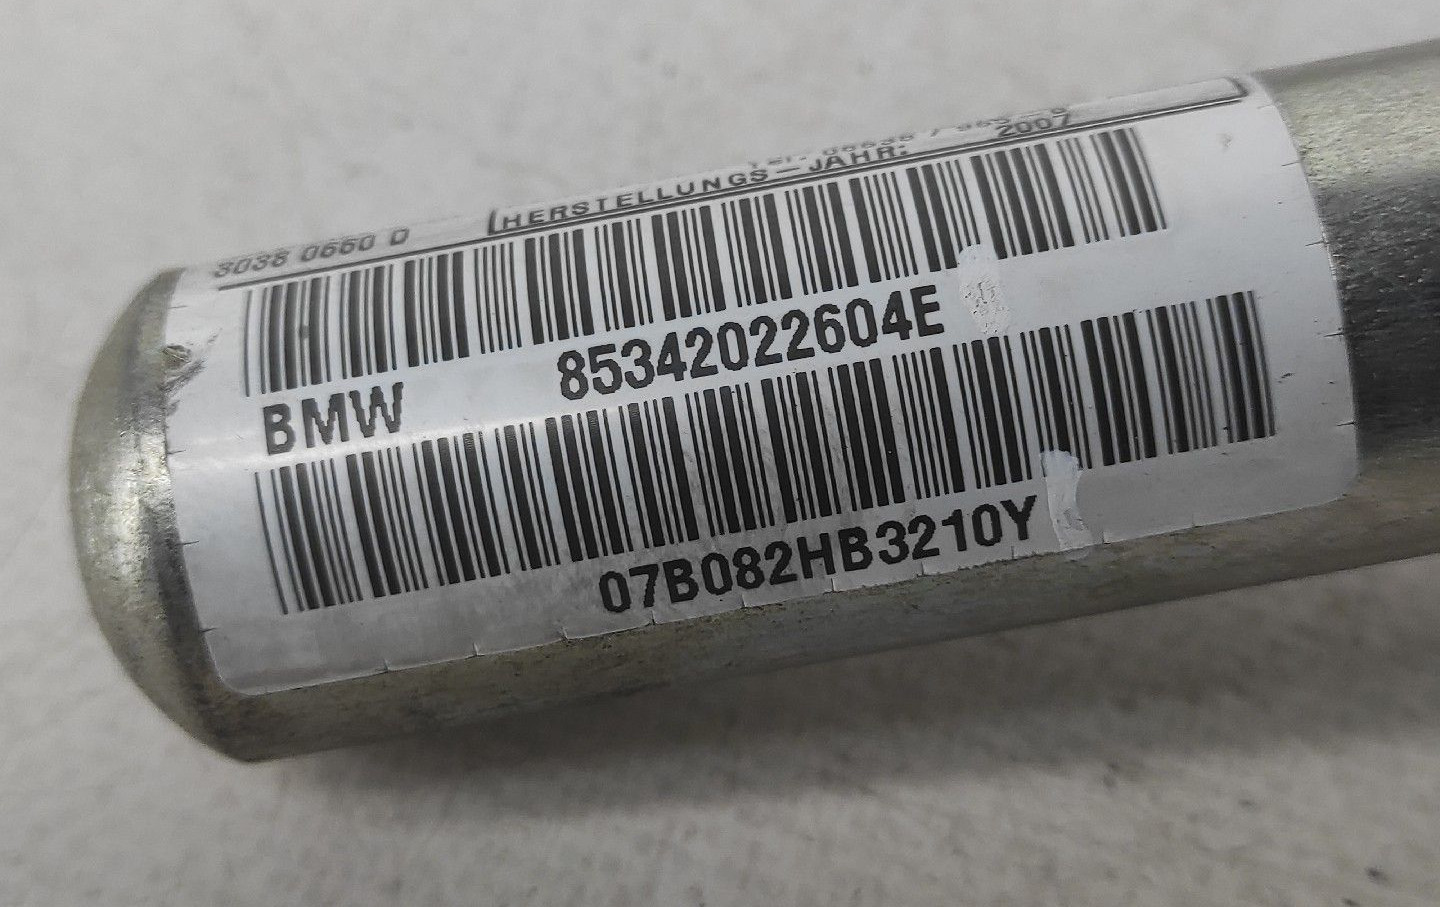 HERSTELLUNGS-JAHR: 2007
3038 0660 D
85342022604E
BMW
07B082HB3210Y